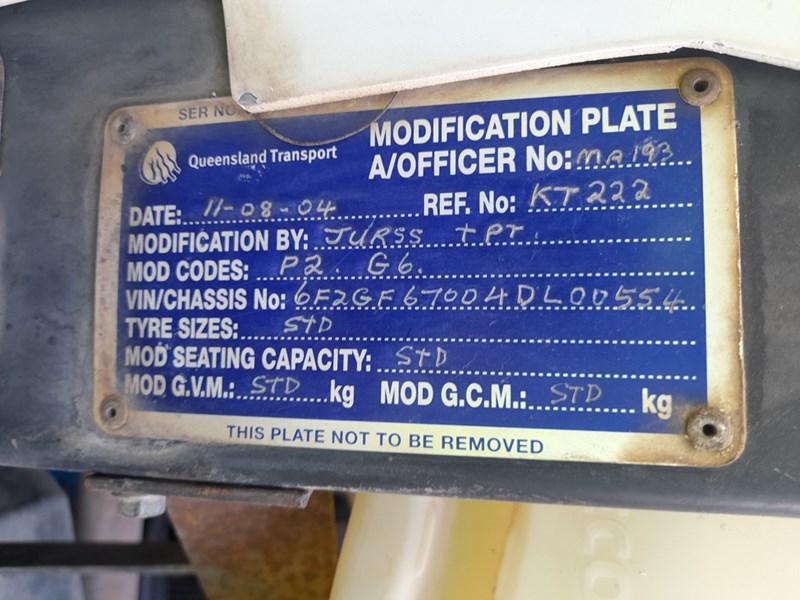 SER NO.
Queensland Transport
MODIFICATION PLATE
A/OFFICER No: MA193
DATE: 11-08-04 REF. No: KT222
MODIFICATION BY: JURSS TPT.
MOD CODES: P2. G6.
VIN/CHASSIS No: 6F2GF67004DL00554
TYRE SIZES: STD
MOD SEATING CAPACITY: STD
MOD G.V.M.: STD kg MOD G.C.M.: STD kg
THIS PLATE NOT TO BE REMOVED